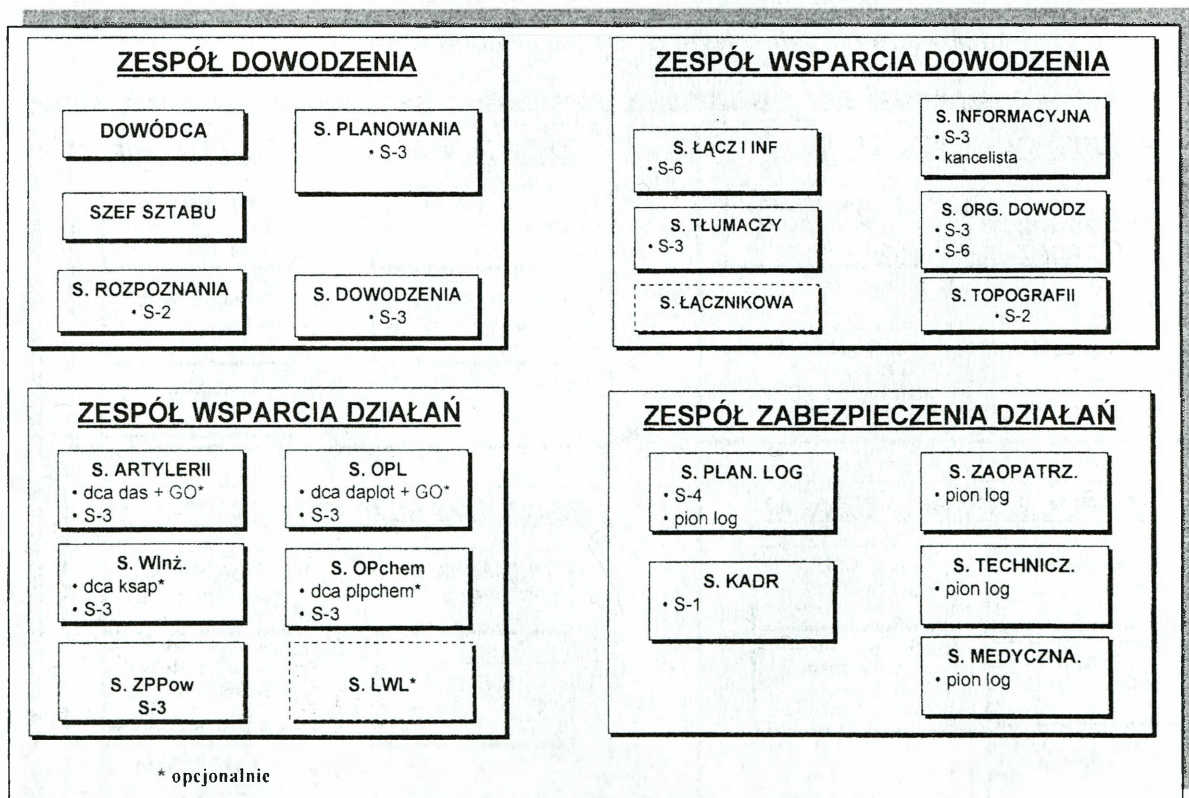 ZESPÓŁ DOWODZENIA
DOWÓDCA
S. PLANOWANIA
• S-3
SZEF SZTABU
S. ROZPOZNANIA
• S-2
S. DOWODZENIA
• S-3
ZESPÓŁ WSPARCIA DOWODZENIA
S. ŁĄCZ I INF
• S-6
S. INFORMACYJNA
• S-3
• kancelista
S. TŁUMACZY
• S-3
S. ORG. DOWODZ
• S-3
• S-6
S. ŁĄCZNIKOWA
S. TOPOGRAFII
• S-2
ZESPÓŁ WSPARCIA DZIAŁAŃ
S. ARTYLERII
• dca das + GO*
• S-3
S. OPL
• dca daplot + GO*
• S-3
S. WInż.
• dca ksap*
• S-3
S. OPchem
• dca plpchem*
• S-3
S. ZPPow
S-3
S. LWL*
ZESPÓŁ ZABEZPIECZENIA DZIAŁAŃ
S. PLAN. LOG
• S-4
• pion log
S. ZAOPATRZ.
• pion log
S. KADR
• S-1
S. TECHNICZ.
• pion log
S. MEDYCZNA.
• pion log
* opcjonalnie